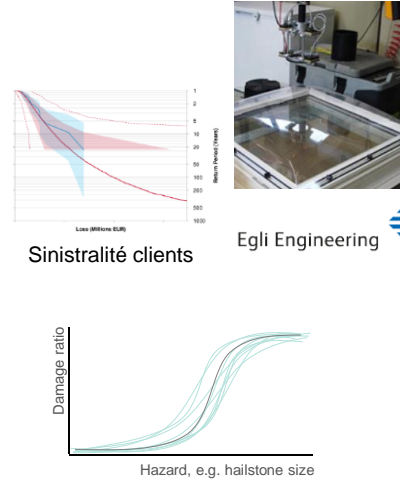 1
2
5
10
20
50
100
200
500
1000
Return Period (Years)
Loss (Millions EUR)
Sinistralité clients
Egli Engineering
Damage ratio
Hazard, e.g. hailstone size